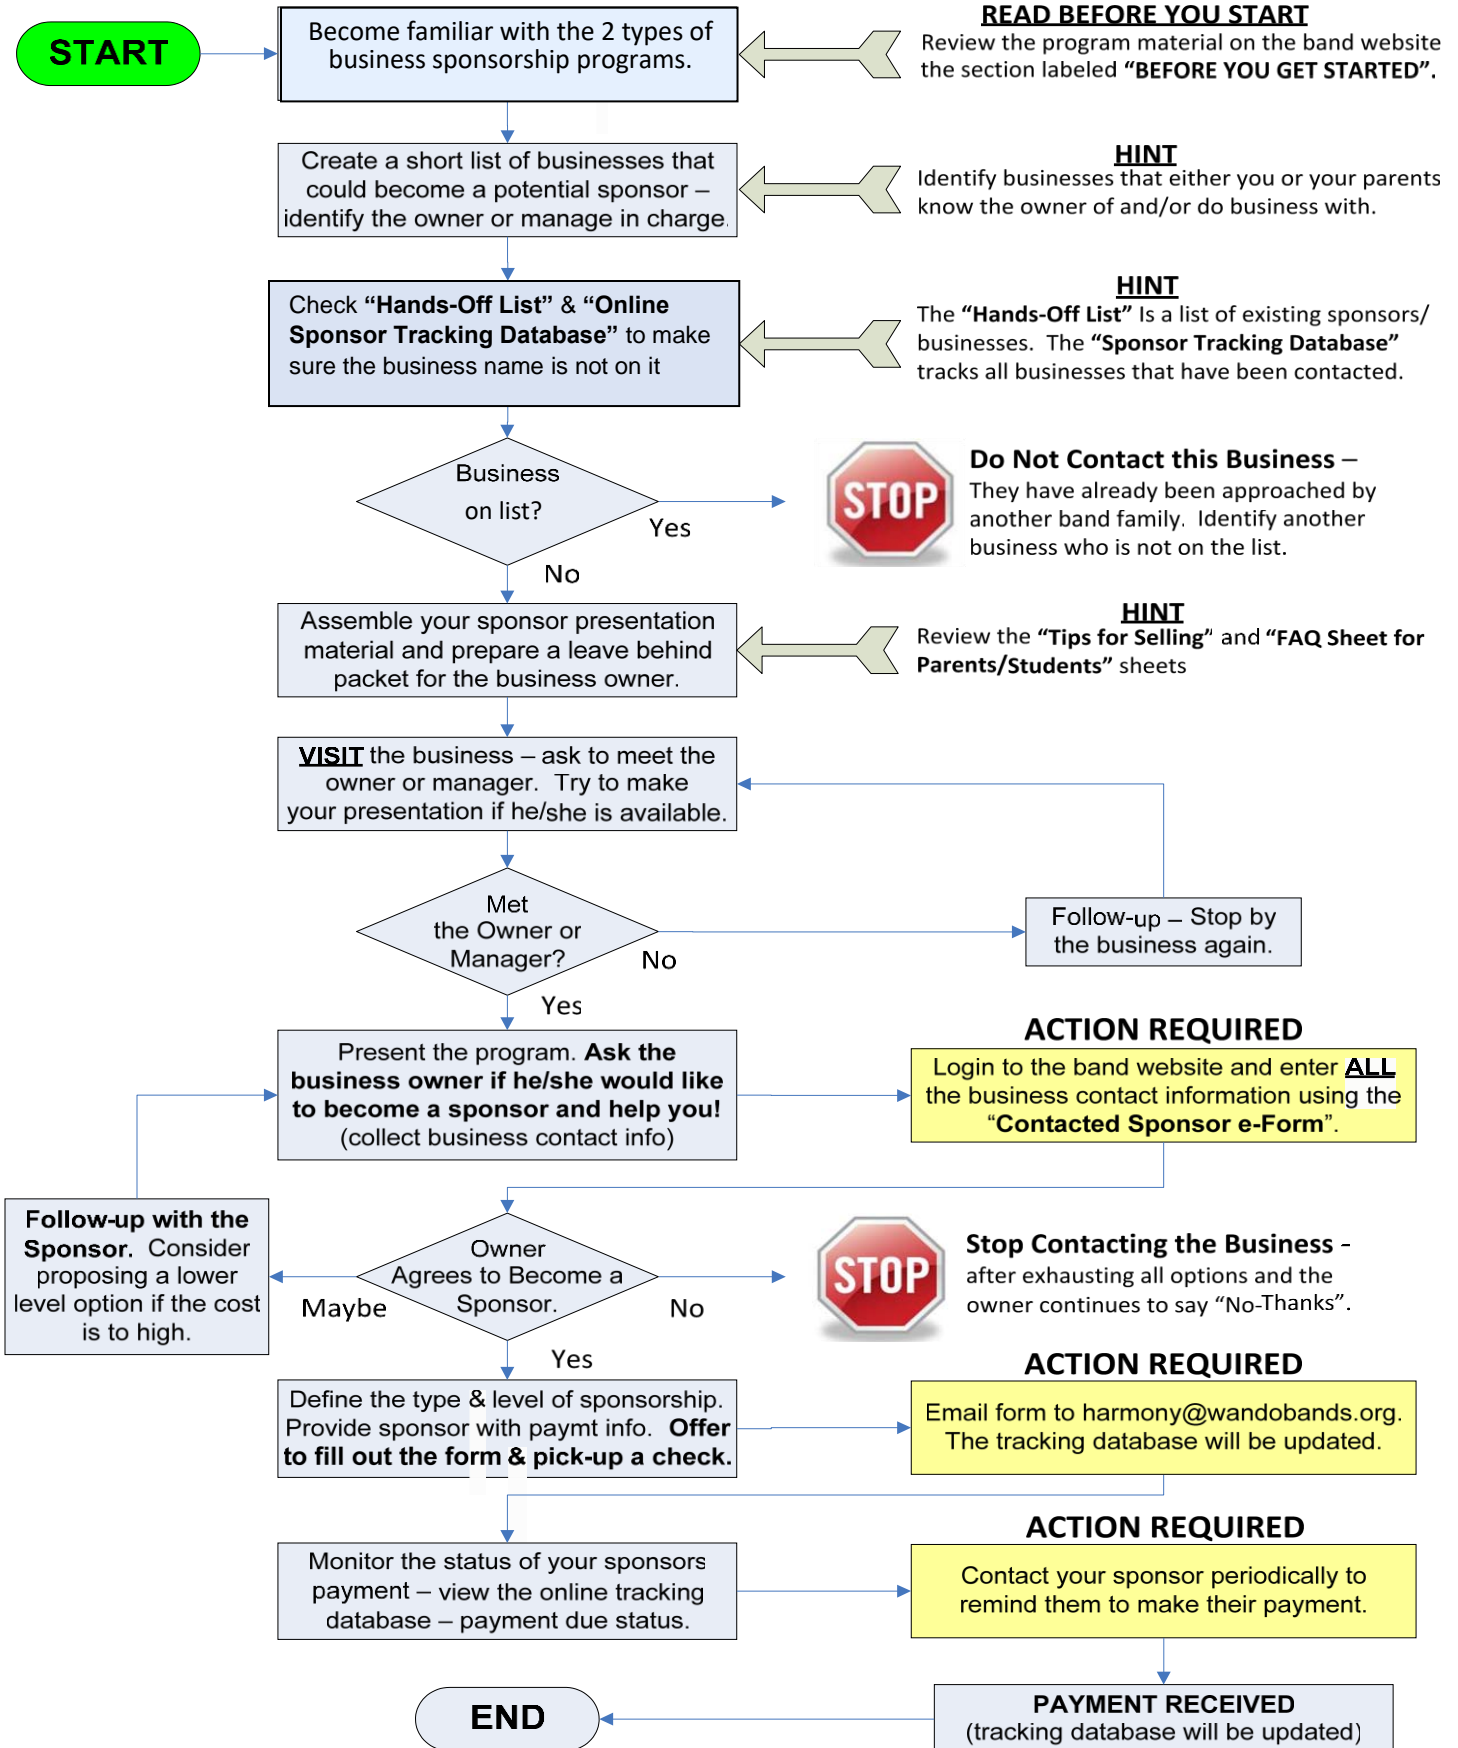 START
Become familiar with the 2 types of
business sponsorship programs.
READ BEFORE YOU START
Review the program material on the band website
the section labeled “BEFORE YOU GET STARTED”.
Create a short list of businesses that
could become a potential sponsor –
identify the owner or manage in charge.
HINT
Identify businesses that either you or your parents
know the owner of and/or do business with.
Check “Hands-Off List” & “Online
Sponsor Tracking Database” to make
sure the business name is not on it
HINT
The “Hands-Off List” Is a list of existing sponsors/
businesses. The “Sponsor Tracking Database”
tracks all businesses that have been contacted.
Business
on list?
Yes
No
STOP
Do Not Contact this Business –
They have already been approached by
another band family. Identify another
business who is not on the list.
Assemble your sponsor presentation
material and prepare a leave behind
packet for the business owner.
HINT
Review the “Tips for Selling” and “FAQ Sheet for
Parents/Students” sheets
VISIT the business – ask to meet the
owner or manager. Try to make
your presentation if he/she is available.
Met
the Owner or
Manager?
No
Yes
Follow-up – Stop by
the business again.
Present the program. Ask the
business owner if he/she would like
to become a sponsor and help you!
(collect business contact info)
ACTION REQUIRED
Login to the band website and enter ALL
the business contact information using the
“Contacted Sponsor e-Form”.
Follow-up with the
Sponsor. Consider
proposing a lower
level option if the cost
is to high.
Owner
Agrees to Become a
Sponsor.
Maybe
No
Yes
STOP
Stop Contacting the Business -
after exhausting all options and the
owner continues to say “No-Thanks”.
Define the type & level of sponsorship.
Provide sponsor with paymt info. Offer
to fill out the form & pick-up a check.
ACTION REQUIRED
Email form to harmony@wandobands.org.
The tracking database will be updated.
Monitor the status of your sponsors
payment – view the online tracking
database – payment due status.
ACTION REQUIRED
Contact your sponsor periodically to
remind them to make their payment.
PAYMENT RECEIVED
(tracking database will be updated)
END